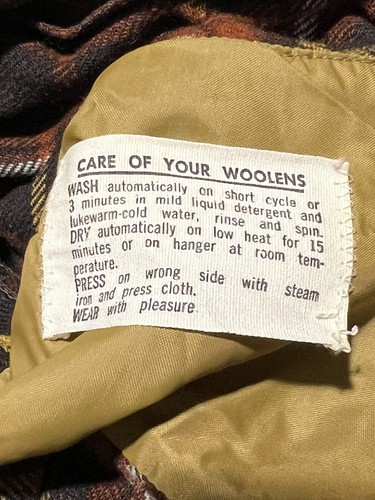 CARE OF YOUR WOOLENS
WASH automatically on short cycle or
3 minutes in mild liquid detergent and
lukewarm-cold water, rinse and spin.
DRY automatically on low heat for 15
minutes or on hanger at room tem-
perature.
PRESS on wrong side with steam
iron and press cloth.
WEAR with pleasure